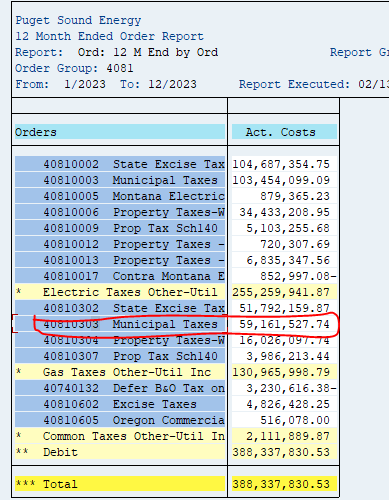 Puget Sound Energy
12 Month Ended Order Report
Report: Ord: 12 M End by Ord Report Gr
Order Group: 4081
From: 1/2023 To: 12/2023 Report Executed: 02/13
Orders Act. Costs
40810002 State Excise Tax 104,687,354.75
40810003 Municipal Taxes 103,454,099.09
40810005 Montana Electric 879,365.23
40810006 Property Taxes-W 34,433,208.95
40810009 Prop Tax Schl40 5,103,255.68
40810012 Property Taxes - 720,307.69
40810013 Property Taxes - 6,835,347.56
40810017 Contra Montana E 852,997.08-
* Electric Taxes Other-Util 255,259,941.87
40810302 State Excise Tax 51,792,159.87
40810303 Municipal Taxes 59,161,527.74
40810304 Property Taxes-W 16,026,097.74
40810307 Prop Tax Schl40 3,986,213.44
* Gas Taxes Other-Util Inc 130,965,998.79
40740132 Defer B&O Tax on 3,230,616.38-
40810602 Excise Taxes 4,826,428.25
40810605 Oregon Commercia 516,078.00
* Common Taxes Other-Util In 2,111,889.87
** Debit 388,337,830.53
*** Total 388,337,830.53